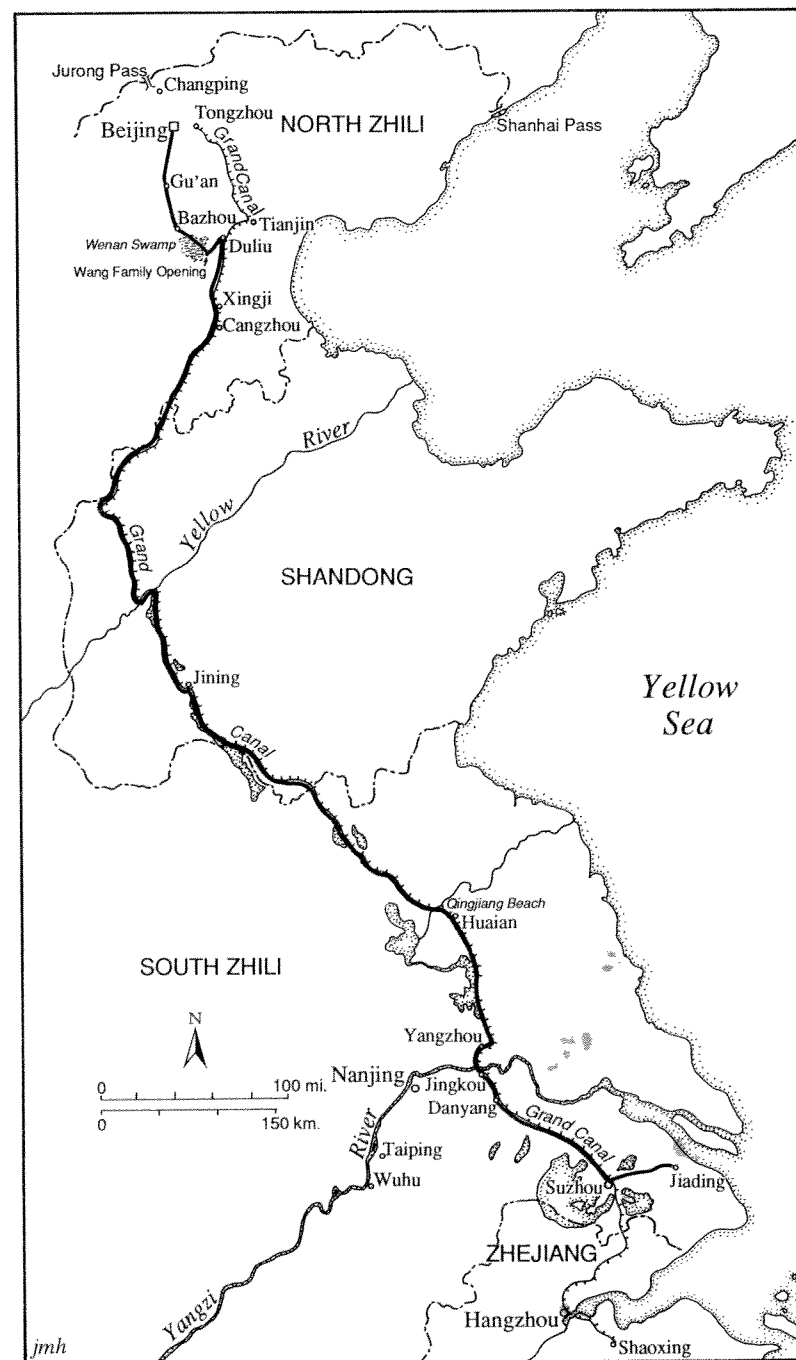 Jurong Pass
Changping
Tongzhou
NORTH ZHILI
Shanhai Pass
Beijing
Grand Canal
Gu'an
Bazhou
Tianjin
Wenan Swamp
Duliu
Wang Family Opening
Xingji
Cangzhou
Yellow River
Grand
SHANDONG
Yellow
Sea
Jining
Canal
Qingjiang Beach
Huaian
SOUTH ZHILI
N
Yangzhou
Nanjing
Jingkou
0 100 mi.
Danyang
0 150 km.
Grand Canal
River
Taiping
Wuhu
Suzhou
Jiading
ZHEJIANG
Yangzi
Hangzhou
jmh
Shaoxing